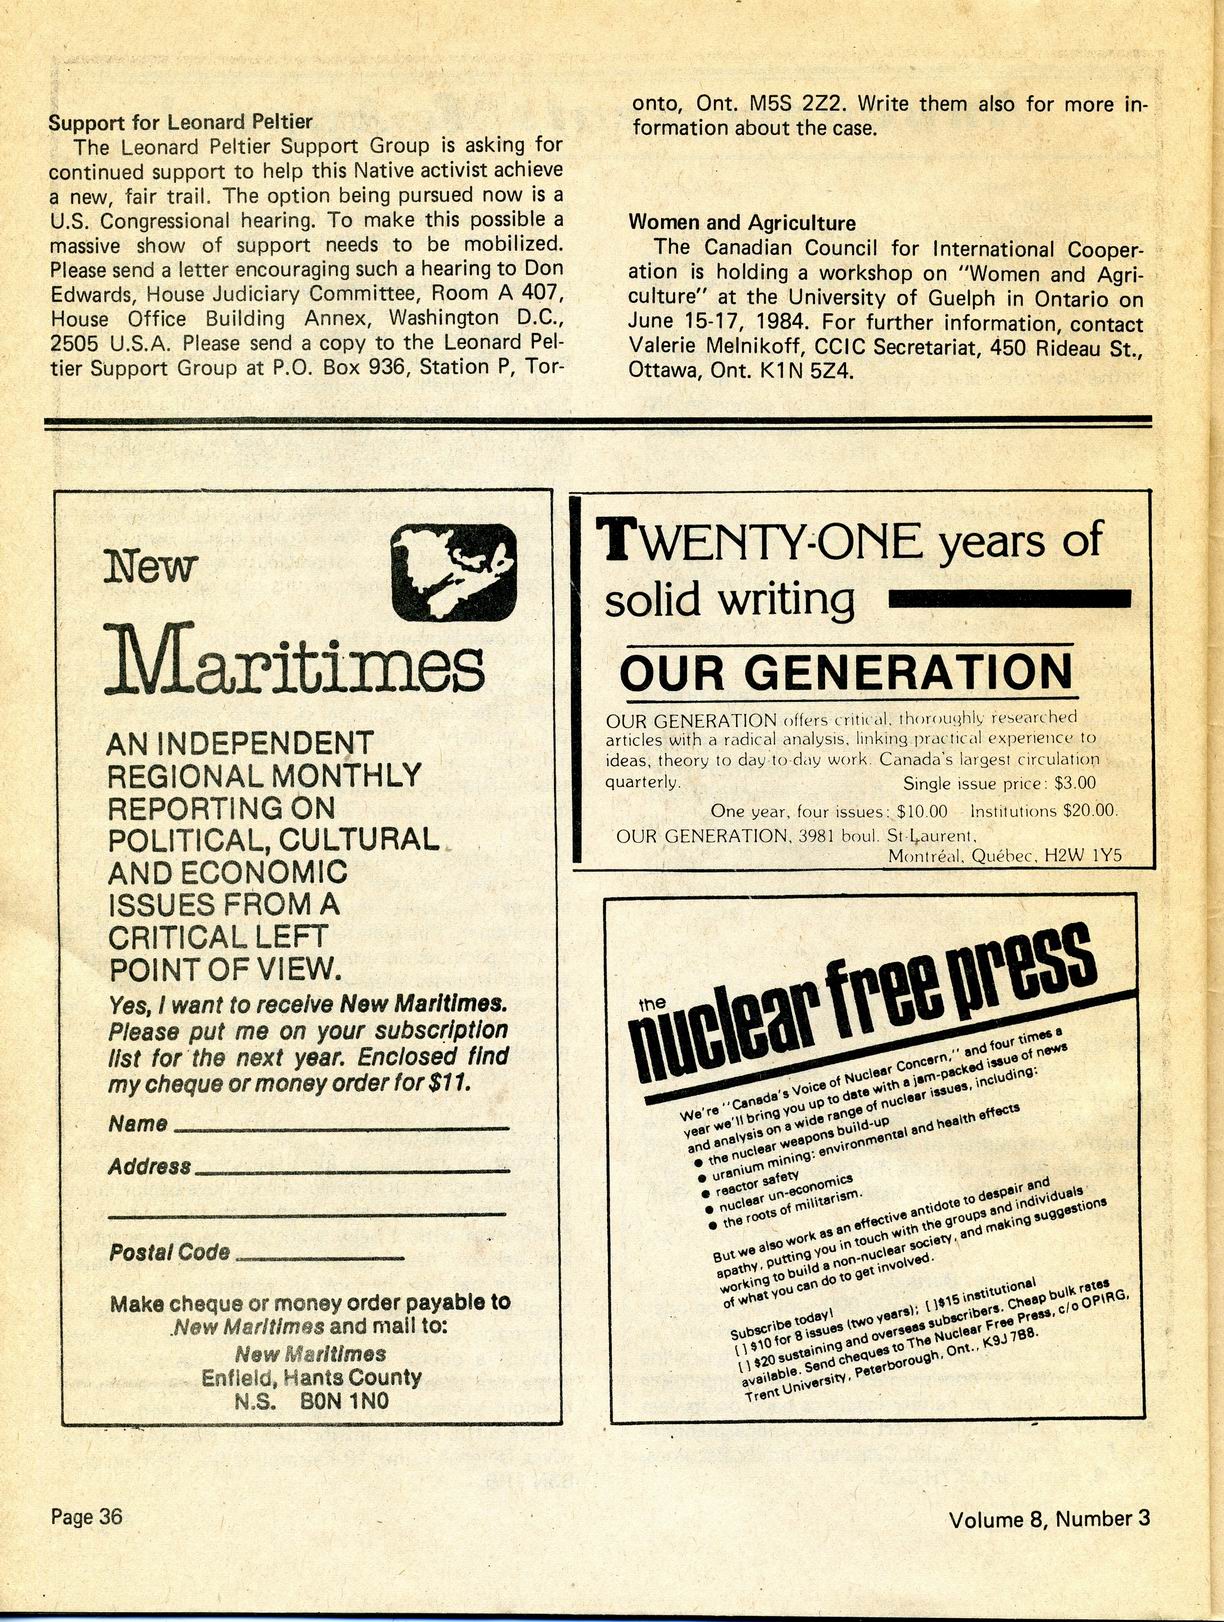 Support for Leonard Peltier
The Leonard Peltier Support Group is asking for
continued support to help this Native activist achieve
a new, fair trail. The option being pursued now is a
U.S. Congressional hearing. To make this possible a
massive show of support needs to be mobilized.
Please send a letter encouraging such a hearing to Don
Edwards, House Judiciary Committee, Room A 407,
House Office Building Annex, Washington D.C.,
2505 U.S.A. Please send a copy to the Leonard Pel-
tier Support Group at P.O. Box 936, Station P, Tor-
onto, Ont. M5S 2Z2. Write them also for more in-
formation about the case.
Women and Agriculture
The Canadian Council for International Cooper-
ation is holding a workshop on "Women and Agri-
culture" at the University of Guelph in Ontario on
June 15-17, 1984. For further information, contact
Valerie Melnikoff, CCIC Secretariat, 450 Rideau St.,
Ottawa, Ont. K1N 5Z4.
New
Maritimes
AN INDEPENDENT
REGIONAL MONTHLY
REPORTING ON
POLITICAL, CULTURAL
AND ECONOMIC
ISSUES FROM A
CRITICAL LEFT
POINT OF VIEW.
Yes, I want to receive New Maritimes.
Please put me on your subscription
list for the next year. Enclosed find
my cheque or money order for $11.
Name
Address
Postal Code
Make cheque or money order payable to
New Maritimes and mail to:
New Maritimes
Enfield, Hants County
N.S. B0N 1N0
TWENTY-ONE years of
solid writing
OUR GENERATION
OUR GENERATION offers critical, thoroughly researched
articles with a radical analysis, linking practical experience to
ideas, theory to day-to-day work. Canada's largest circulation
quarterly. Single issue price: $3.00
One year, four issues: $10.00 Institutions $20.00.
OUR GENERATION, 3981 boul. St-Laurent,
Montréal, Québec, H2W 1Y5
the
nuclear free press
We're "Canada's Voice of Nuclear Concern," and four times a
year we'll bring you up to date with a jam-packed issue of news
and analysis on a wide range of nuclear issues, including:
• the nuclear weapons build-up
• uranium mining: environmental and health effects
• reactor safety
• nuclear un-economics
• the roots of militarism.
But we also work as an effective antidote to despair and
apathy, putting you in touch with the groups and individuals
working to build a non-nuclear society, and making suggestions
of what you can do to get involved.
Subscribe today!
[ ] $10 for 8 issues (two years); [ ]$15 institutional
[ ] $20 sustaining and overseas subscribers. Cheap bulk rates
available. Send cheques to The Nuclear Free Press, c/o OPIRG,
Trent University, Peterborough, Ont., K9J 7B8.
Page 36
Volume 8, Number 3